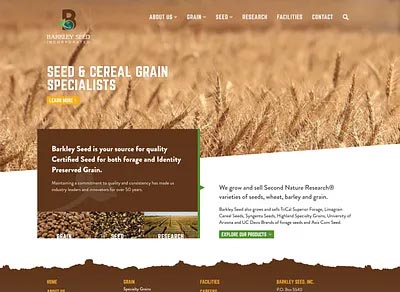 ABOUT US GRAIN SEED RESEARCH FACILITIES CONTACT
B
BARKLEY SEED
INCORPORATED
SEED & CEREAL GRAIN
SPECIALISTS
LEARN MORE
Barkley Seed is your source for quality
Certified Seed for both forage and Identity
Preserved Grain.
Maintaining a commitment to quality and consistency has made us
industry leaders and innovators for over 50 years.
We grow and sell Second Nature Research®
varieties of seeds, wheat, barley and grain.
Barkley Seed also grows and sells TriCal Superior Forage, Limagrain
Cereal Seeds, Syngenta Seeds, Highland Specialty Grains, University of
Arizona and UC Davis Brands of forage seeds and Axis Corn Seed.
EXPLORE OUR PRODUCTS
GRAIN SEED RESEARCH
HOME GRAIN FACILITIES BARKLEY SEED, INC.
Specialty Grains P.O. Box 5540
ABOUT US CAREERS